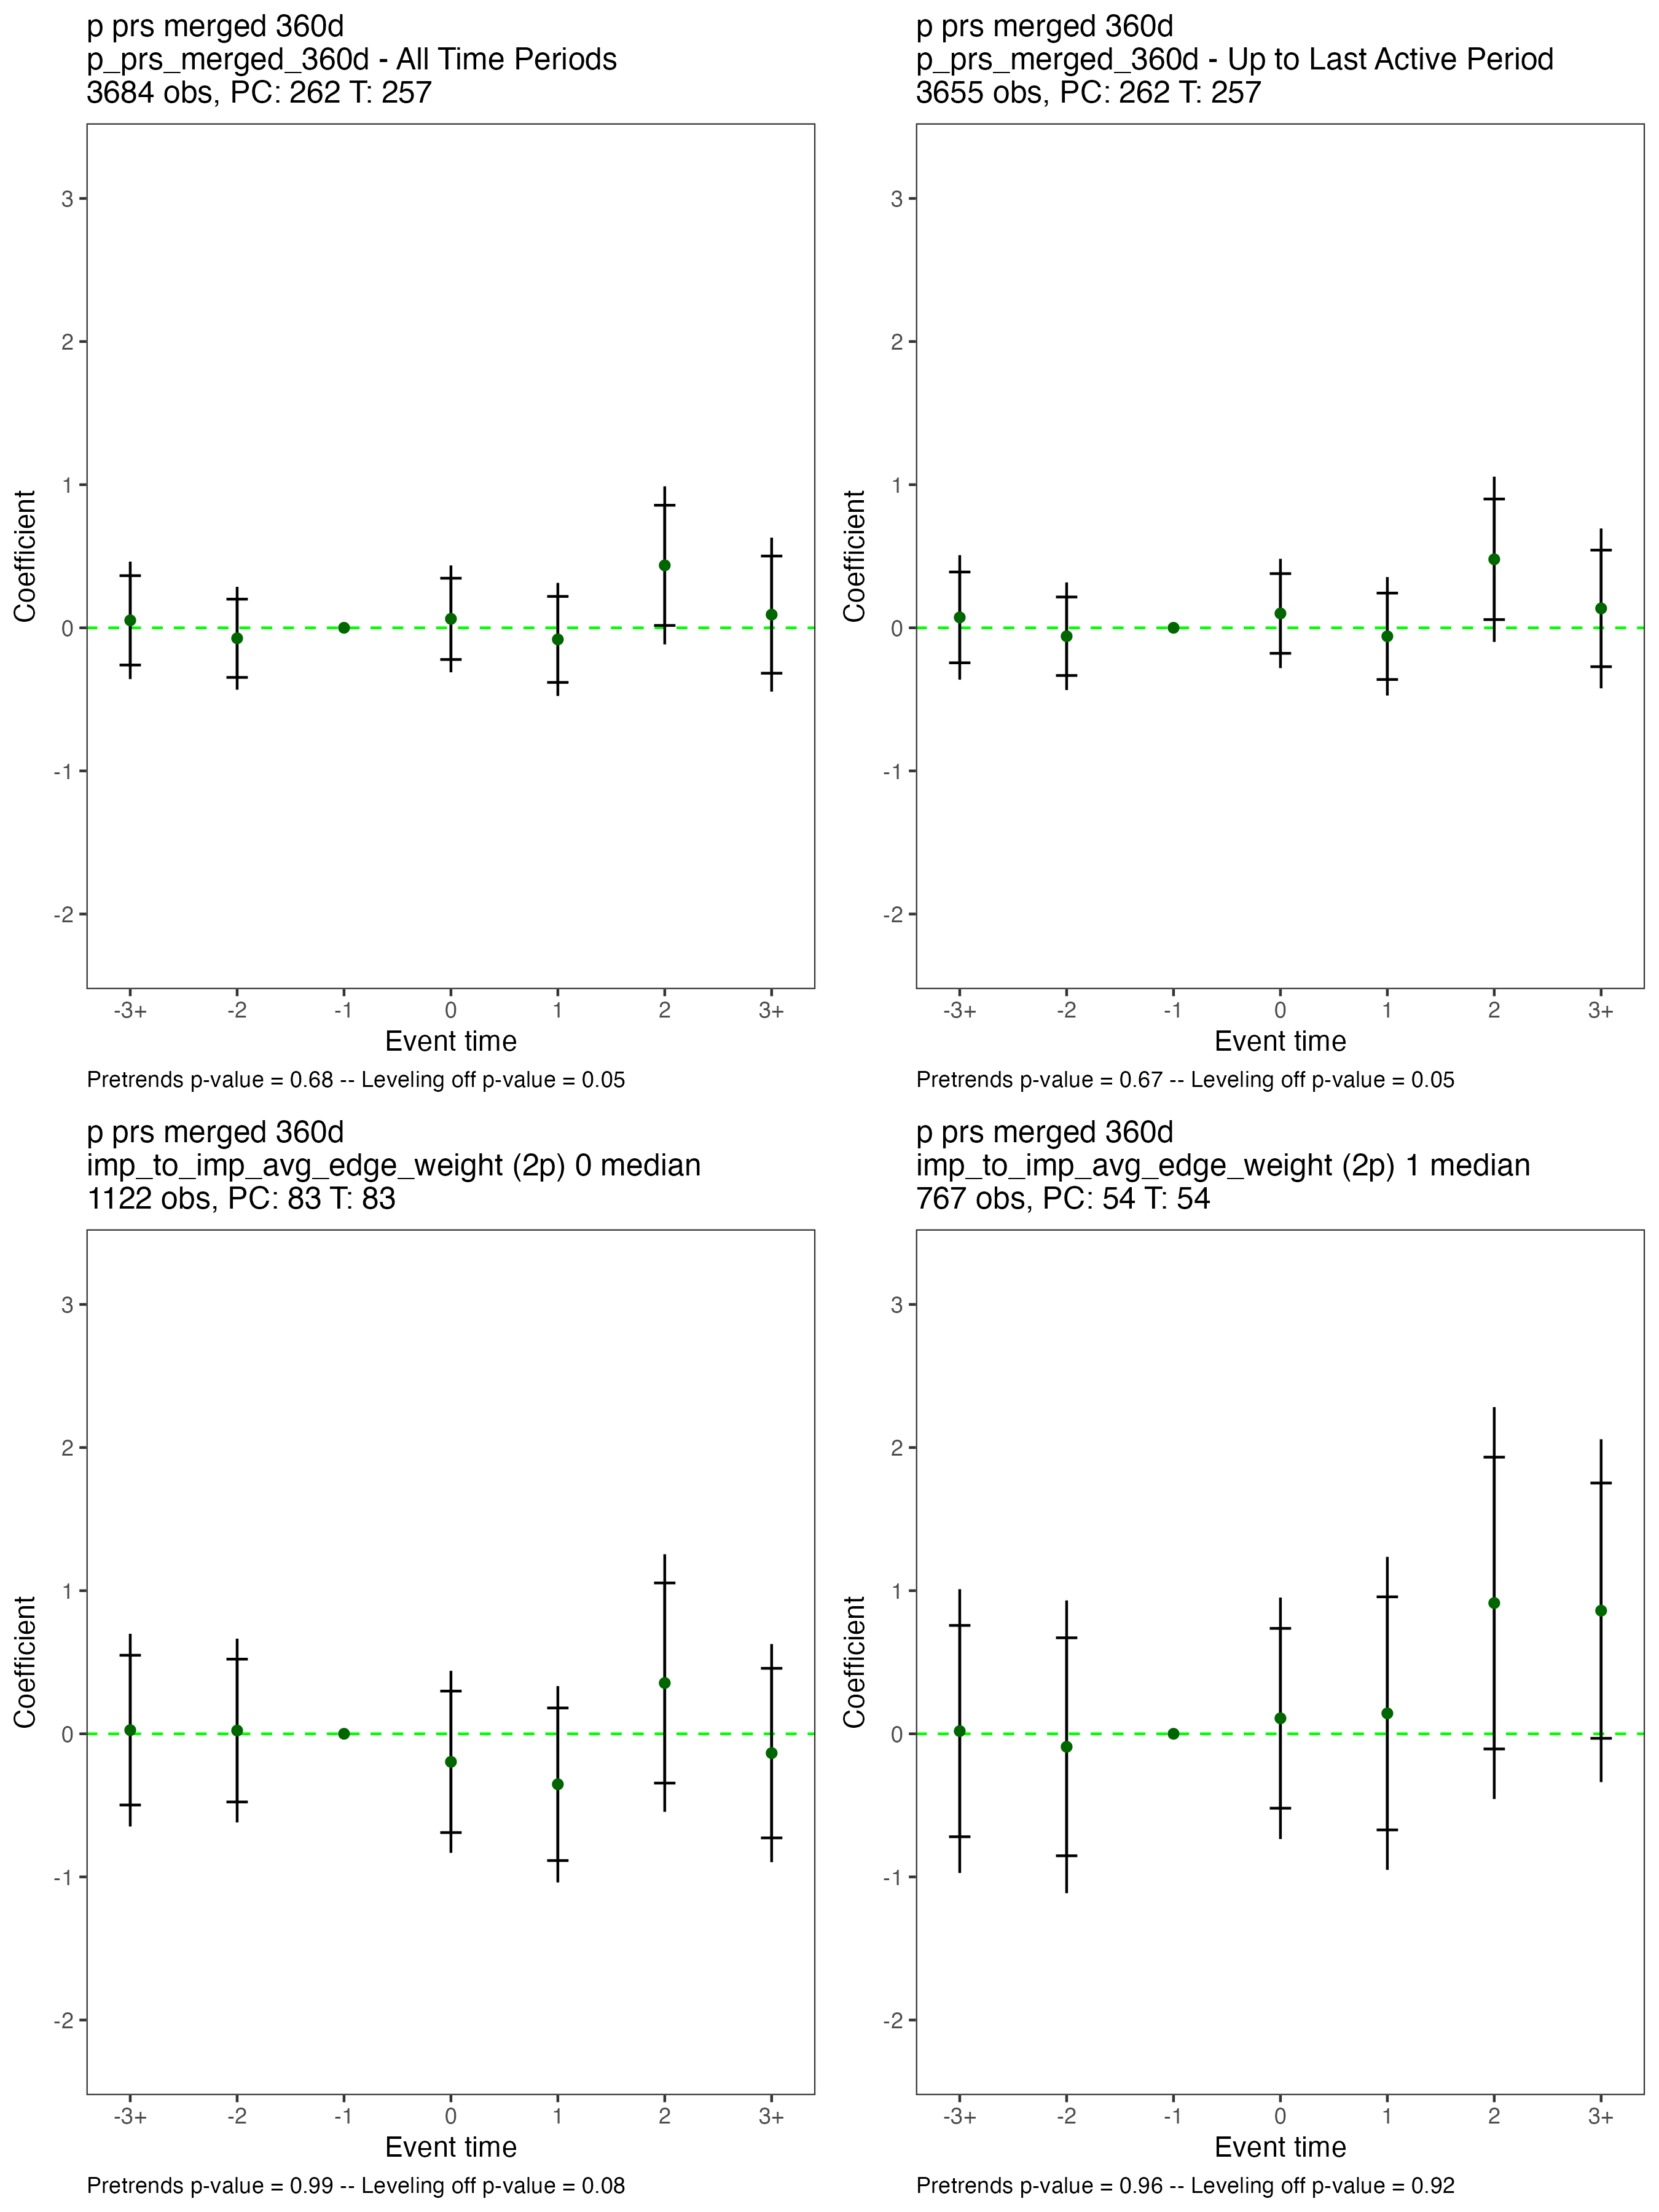 p prs merged 360d
p_prs_merged_360d - All Time Periods
3684 obs, PC: 262 T: 257
3
2
1
0
-1
-2
Coefficient
-3+ -2 -1 0 1 2 3+
Event time
Pretrends p-value = 0.68 -- Leveling off p-value = 0.05
p prs merged 360d
p_prs_merged_360d - Up to Last Active Period
3655 obs, PC: 262 T: 257
3
2
1
0
-1
-2
Coefficient
-3+ -2 -1 0 1 2 3+
Event time
Pretrends p-value = 0.67 -- Leveling off p-value = 0.05
p prs merged 360d
imp_to_imp_avg_edge_weight (2p) 0 median
1122 obs, PC: 83 T: 83
3
2
1
0
-1
-2
Coefficient
-3+ -2 -1 0 1 2 3+
Event time
Pretrends p-value = 0.99 -- Leveling off p-value = 0.08
p prs merged 360d
imp_to_imp_avg_edge_weight (2p) 1 median
767 obs, PC: 54 T: 54
3
2
1
0
-1
-2
Coefficient
-3+ -2 -1 0 1 2 3+
Event time
Pretrends p-value = 0.96 -- Leveling off p-value = 0.92